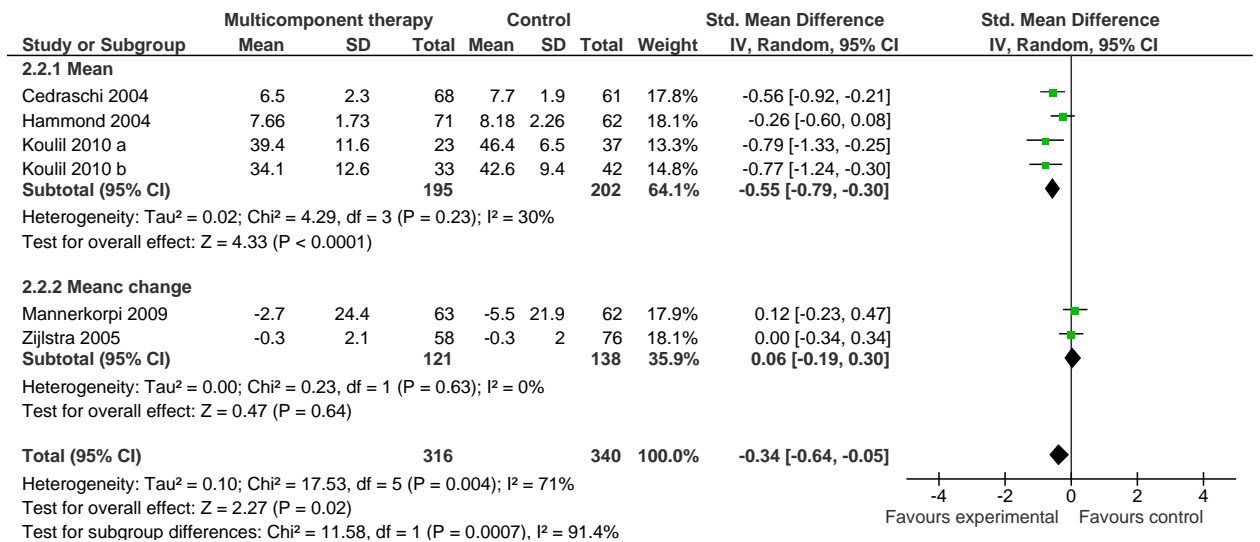 Multicomponent therapy Control Std. Mean Difference Std. Mean Difference
Study or Subgroup Mean SD Total Mean SD Total Weight IV, Random, 95% CI IV, Random, 95% CI
2.2.1 Mean
Cedraschi 2004 6.5 2.3 68 7.7 1.9 61 17.8% -0.56 [-0.92, -0.21]
Hammond 2004 7.66 1.73 71 8.18 2.26 62 18.1% -0.26 [-0.60, 0.08]
Koulil 2010 a 39.4 11.6 23 46.4 6.5 37 13.3% -0.79 [-1.33, -0.25]
Koulil 2010 b 34.1 12.6 33 42.6 9.4 42 14.8% -0.77 [-1.24, -0.30]
Subtotal (95% CI) 195 202 64.1% -0.55 [-0.79, -0.30]
Heterogeneity: Tau² = 0.02; Chi² = 4.29, df = 3 (P = 0.23); I² = 30%
Test for overall effect: Z = 4.33 (P < 0.0001)
2.2.2 Meanc change
Mannerkorpi 2009 -2.7 24.4 63 -5.5 21.9 62 17.9% 0.12 [-0.23, 0.47]
Zijlstra 2005 -0.3 2.1 58 -0.3 2 76 18.1% 0.00 [-0.34, 0.34]
Subtotal (95% CI) 121 138 35.9% 0.06 [-0.19, 0.30]
Heterogeneity: Tau² = 0.00; Chi² = 0.23, df = 1 (P = 0.63); I² = 0%
Test for overall effect: Z = 0.47 (P = 0.64)
Total (95% CI) 316 340 100.0% -0.34 [-0.64, -0.05]
Heterogeneity: Tau² = 0.10; Chi² = 17.53, df = 5 (P = 0.004); I² = 71%
Test for overall effect: Z = 2.27 (P = 0.02)
Test for subgroup differences: Chi² = 11.58, df = 1 (P = 0.0007), I² = 91.4%
-4 -2 0 2 4
Favours experimental Favours control